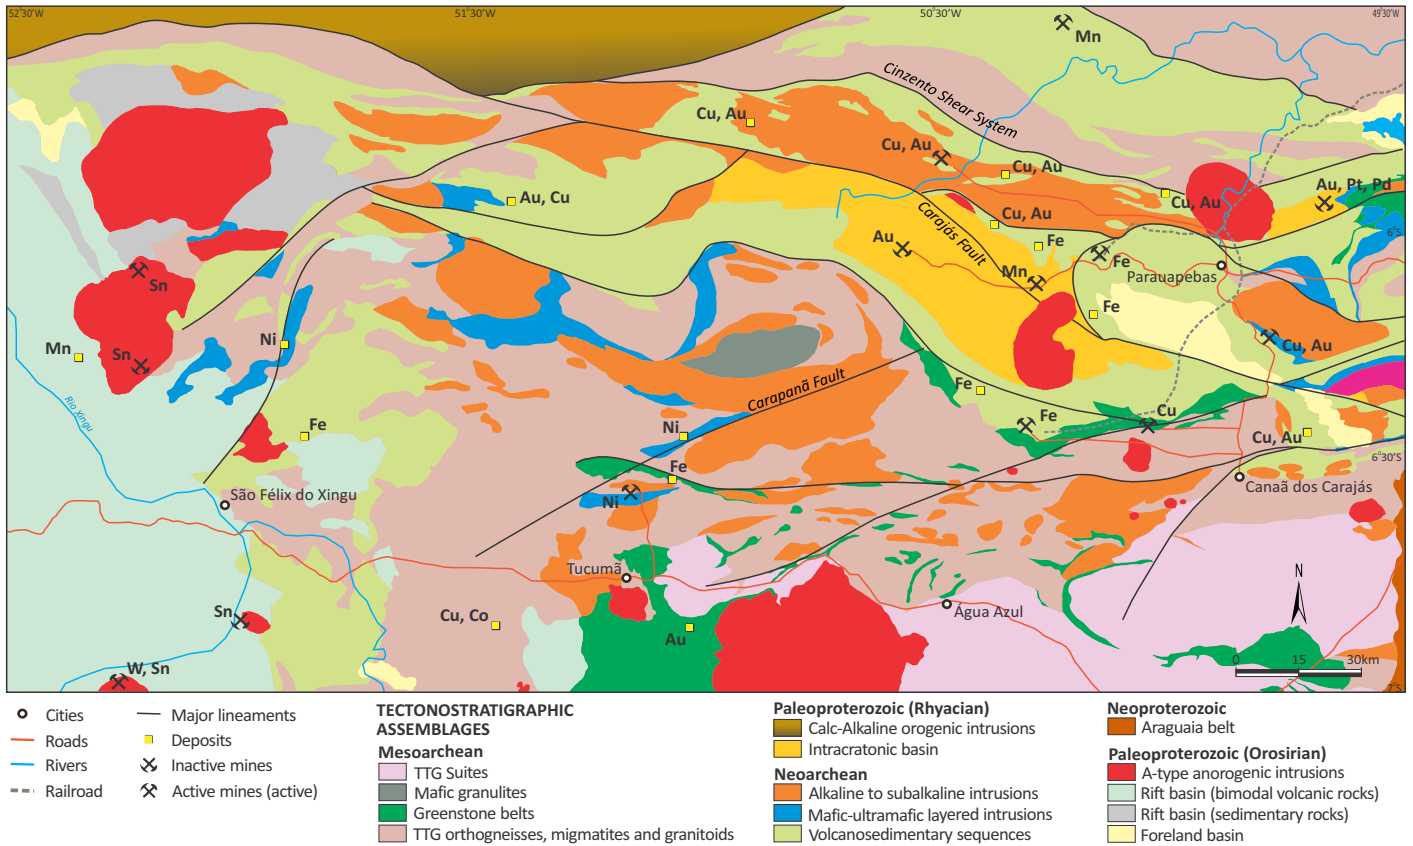 52°30'W
51°30'W
50°30'W
49°30'W
Mn
Cinzento Shear System
Cu, Au
Cu, Au
Cu, Au
Au, Cu
Cu, Au
Au, Pt, Pd
Cu, Au
Carajás Fault
Au
Fe
Fe
6°S
Mn
Parauapebas
Sn
Fe
Ni
Mn
Sn
Cu, Au
Carapanã Fault
Fe
Rio Xingu
Fe
Ni
Fe
Cu
Cu, Au
6°30'S
Fe
São Félix do Xingu
Ni
Canaã dos Carajás
Tucumã
N
Sn
Cu, Co
Au
Água Azul
W, Sn
0 15 30km
7°S
Cities
Roads
Rivers
Railroad
Major lineaments
Deposits
Inactive mines
Active mines (active)
TECTONOSTRATIGRAPHIC
ASSEMBLAGES
Mesoarchean
TTG Suites
Mafic granulites
Greenstone belts
TTG orthogneisses, migmatites and granitoids
Paleoproterozoic (Rhyacian)
Calc-Alkaline orogenic intrusions
Intracratonic basin
Neoarchean
Alkaline to subalkaline intrusions
Mafic-ultramafic layered intrusions
Volcanosedimentary sequences
Neoproterozoic
Araguaia belt
Paleoproterozoic (Orosirian)
A-type anorogenic intrusions
Rift basin (bimodal volcanic rocks)
Rift basin (sedimentary rocks)
Foreland basin